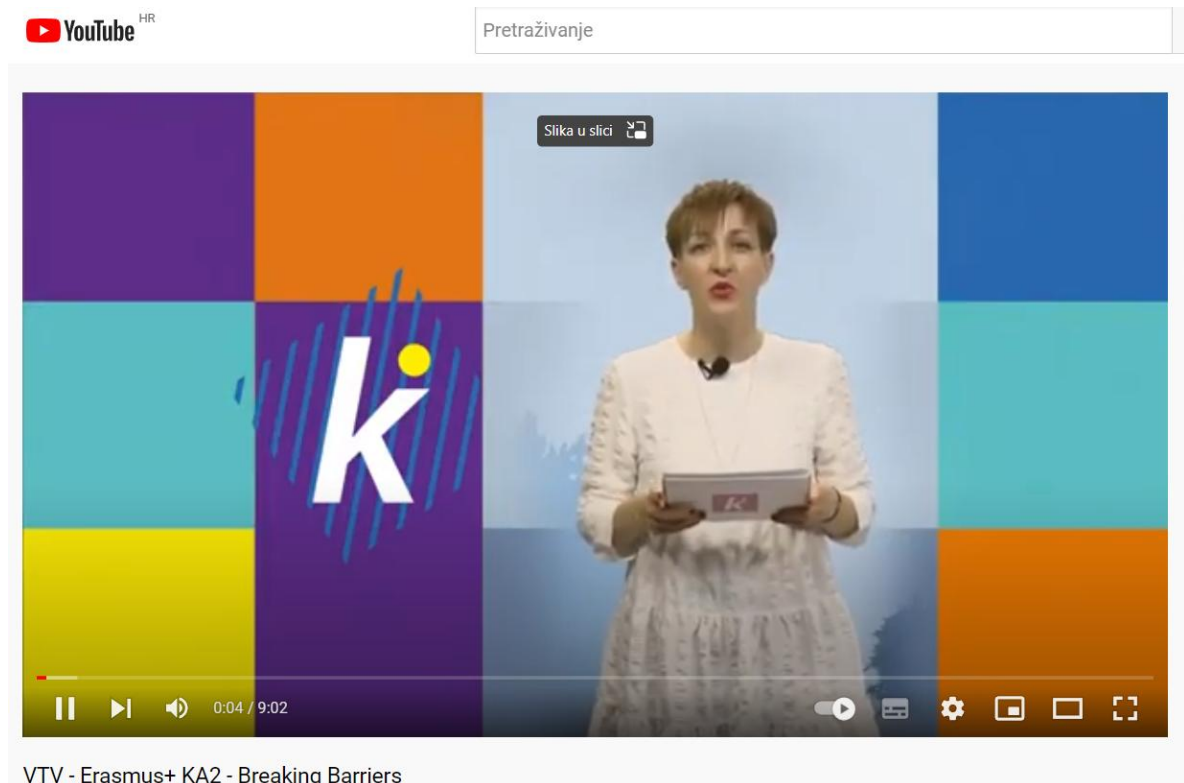 YouTube HR
Pretraživanje
Slika u slici
k
K
0:04 / 9:02
VTV - Erasmus+ KA2 - Breaking Barriers